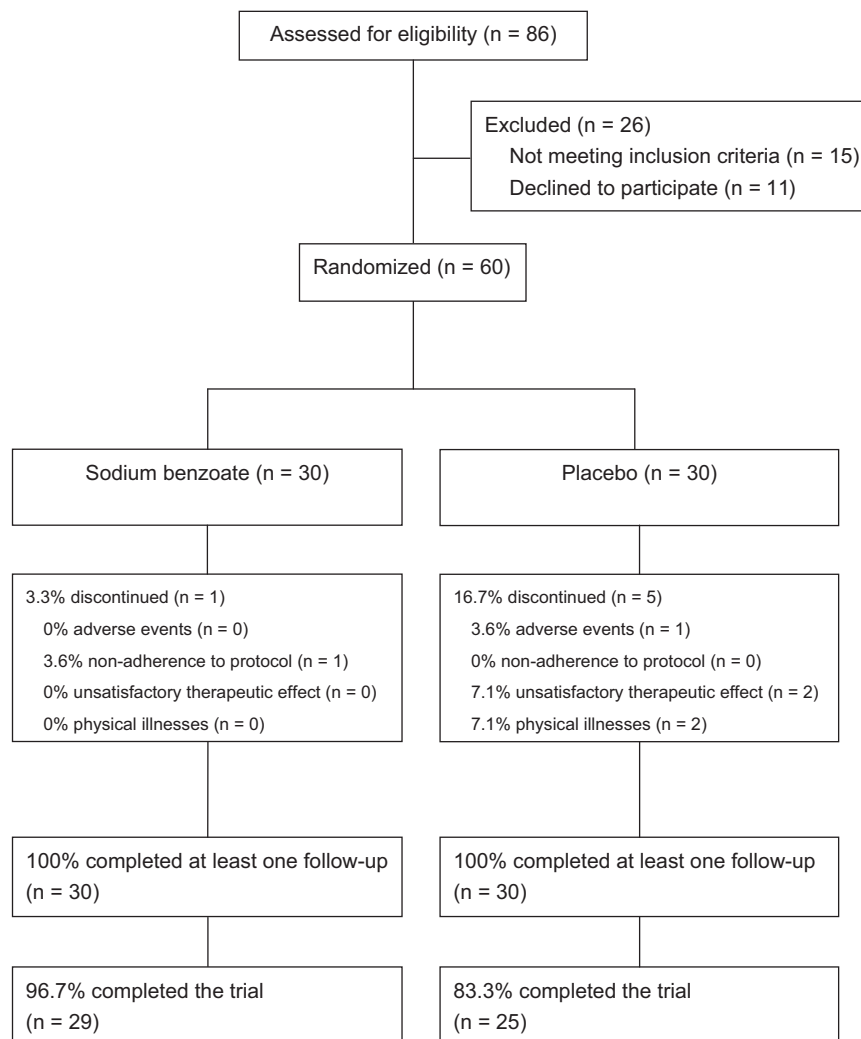 Assessed for eligibility (n = 86)
Excluded (n = 26)
Not meeting inclusion criteria (n = 15)
Declined to participate (n = 11)
Randomized (n = 60)
Sodium benzoate (n = 30)
Placebo (n = 30)
3.3% discontinued (n = 1)
0% adverse events (n = 0)
3.6% non-adherence to protocol (n = 1)
0% unsatisfactory therapeutic effect (n = 0)
0% physical illnesses (n = 0)
16.7% discontinued (n = 5)
3.6% adverse events (n = 1)
0% non-adherence to protocol (n = 0)
7.1% unsatisfactory therapeutic effect (n = 2)
7.1% physical illnesses (n = 2)
100% completed at least one follow-up
(n = 30)
100% completed at least one follow-up
(n = 30)
96.7% completed the trial
(n = 29)
83.3% completed the trial
(n = 25)